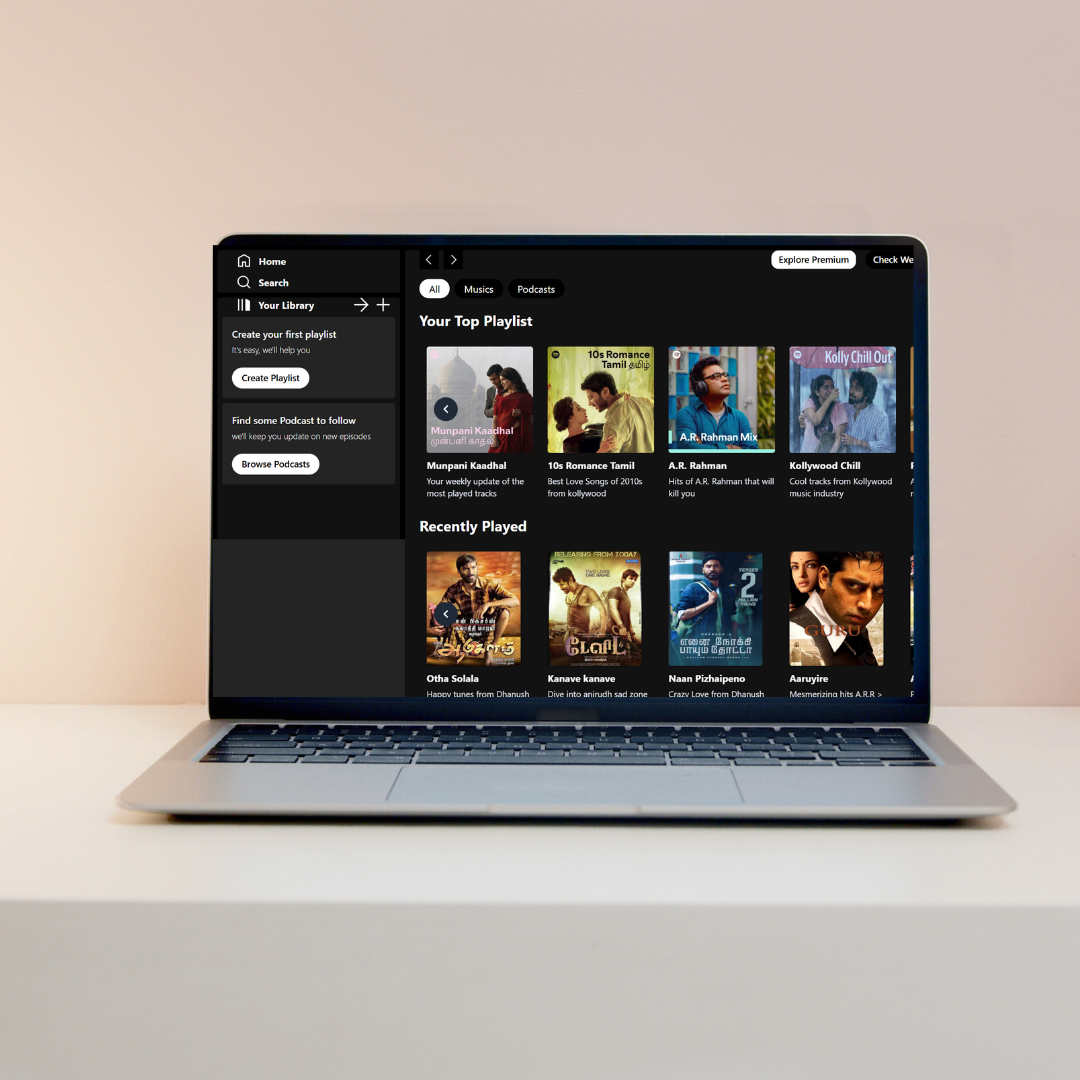 Home
Search
Your Library
Create your first playlist
It's easy, we'll help you
Create Playlist
Find some Podcast to follow
we'll keep you update on new episodes
Browse Podcasts
Explore Premium
Check We
All
Musics
Podcasts
Your Top Playlist
Munpani Kaadhal
முன்பனி காதல்
10s Romance
Tamil தமிழ்
A.R. Rahman Mix
Kolly Chill Out
Munpani Kaadhal
Your weekly update of the
most played tracks
10s Romance Tamil
Best Love Songs of 2010s
from kollywood
A.R. Rahman
Hits of A.R. Rahman that will
kill you
Kollywood Chill
Cool tracks from Kollywood
music industry
Recently Played
RELEASING FROM TODAY
TWO LIVES
ONE NAME
டேவிட்
TEASER
2
MILLION
VIEWS
எனை நோக்கி
பாயும் தோட்டா
GURU
Otha Solala
Happy tunes from Dhanush
Kanave kanave
Dive into anirudh sad zone
Naan Pizhaipeno
Crazy Love from Dhanush
Aaruyire
Mesmerizing hits A.R.R >